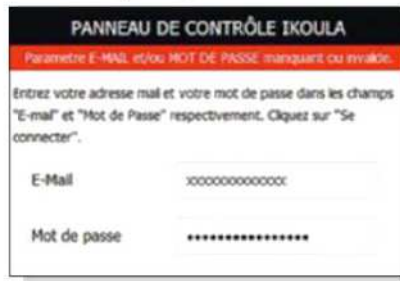 PANNEAU DE CONTRÔLE IKOULA
Parametre E-MAIL et/ou MOT DE PASSE manquant ou invalide.
Entrez votre adresse mail et votre mot de passe dans les champs
"E-mail" et "Mot de Passe" respectivement. Cliquez sur "Se
connecter".
E-Mail xxxxxxxxxxxxx
Mot de passe ••••••••••••••••